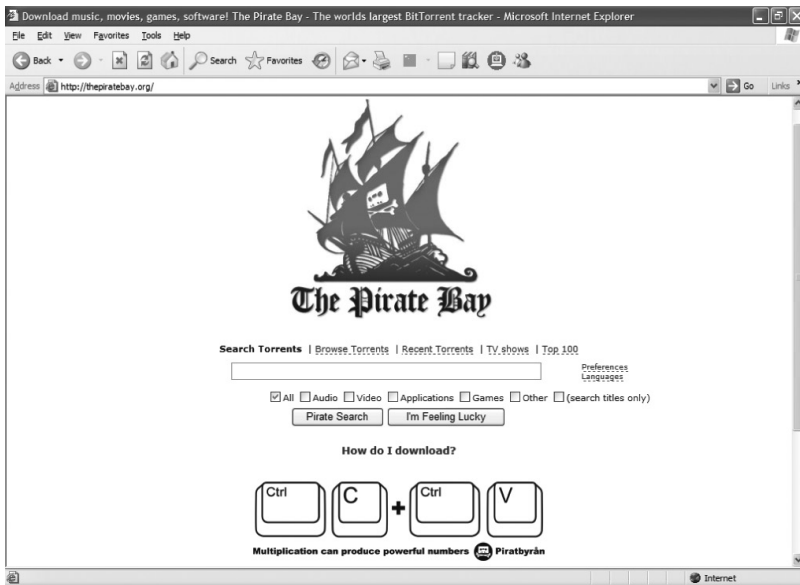 Download music, movies, games, software! The Pirate Bay - The worlds largest BitTorrent tracker - Microsoft Internet Explorer
File Edit View Favorites Tools Help
Back Search Favorites
Address http://thepiratebay.org/ Go Links
The Pirate Bay
Search Torrents | Browse Torrents | Recent Torrents | TV shows | Top 100
Preferences
Languages
All Audio Video Applications Games Other (search titles only)
Pirate Search I'm Feeling Lucky
How do I download?
Ctrl C + Ctrl V
Multiplication can produce powerful numbers Piratbyrån
Internet